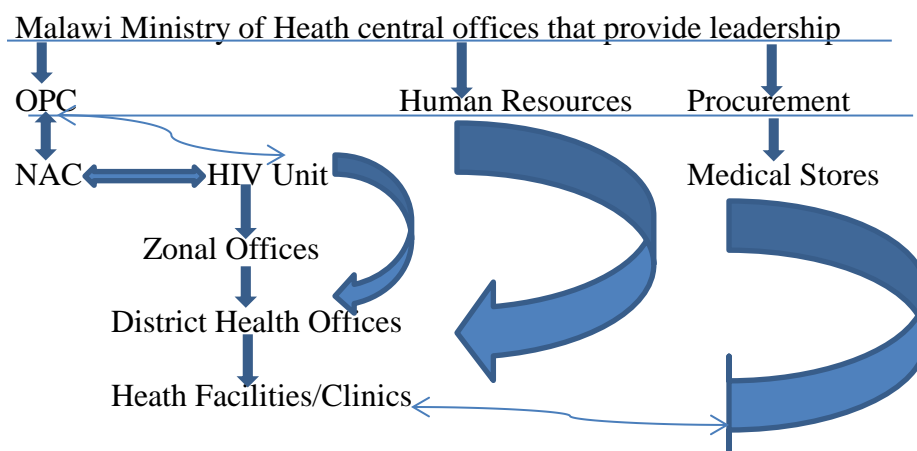 Malawi Ministry of Heath central offices that provide leadership
OPC Human Resources Procurement
NAC HIV Unit Medical Stores
Zonal Offices
District Health Offices
Heath Facilities/Clinics